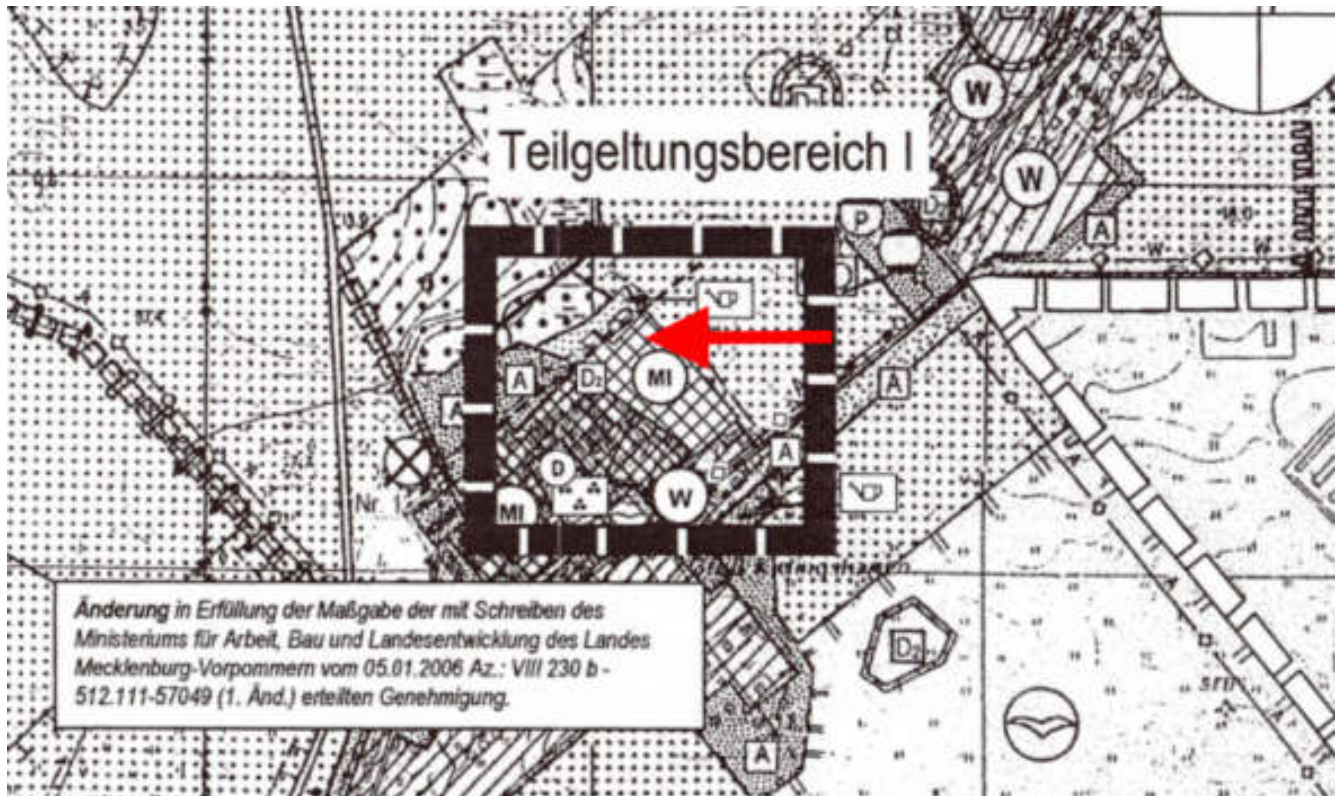 W
Teilgeltungsbereich I
W
P
A
A
MI
A
D2
A
A
D
W
MI
Nr. 1
Änderung in Erfüllung der Maßgabe der mit Schreiben des
Ministeriums für Arbeit, Bau und Landesentwicklung des Landes
Mecklenburg-Vorpommern vom 05.01.2006 Az.: VIII 230 b -
512.111-57049 (1. Änd.) erteilten Genehmigung.
D2
A